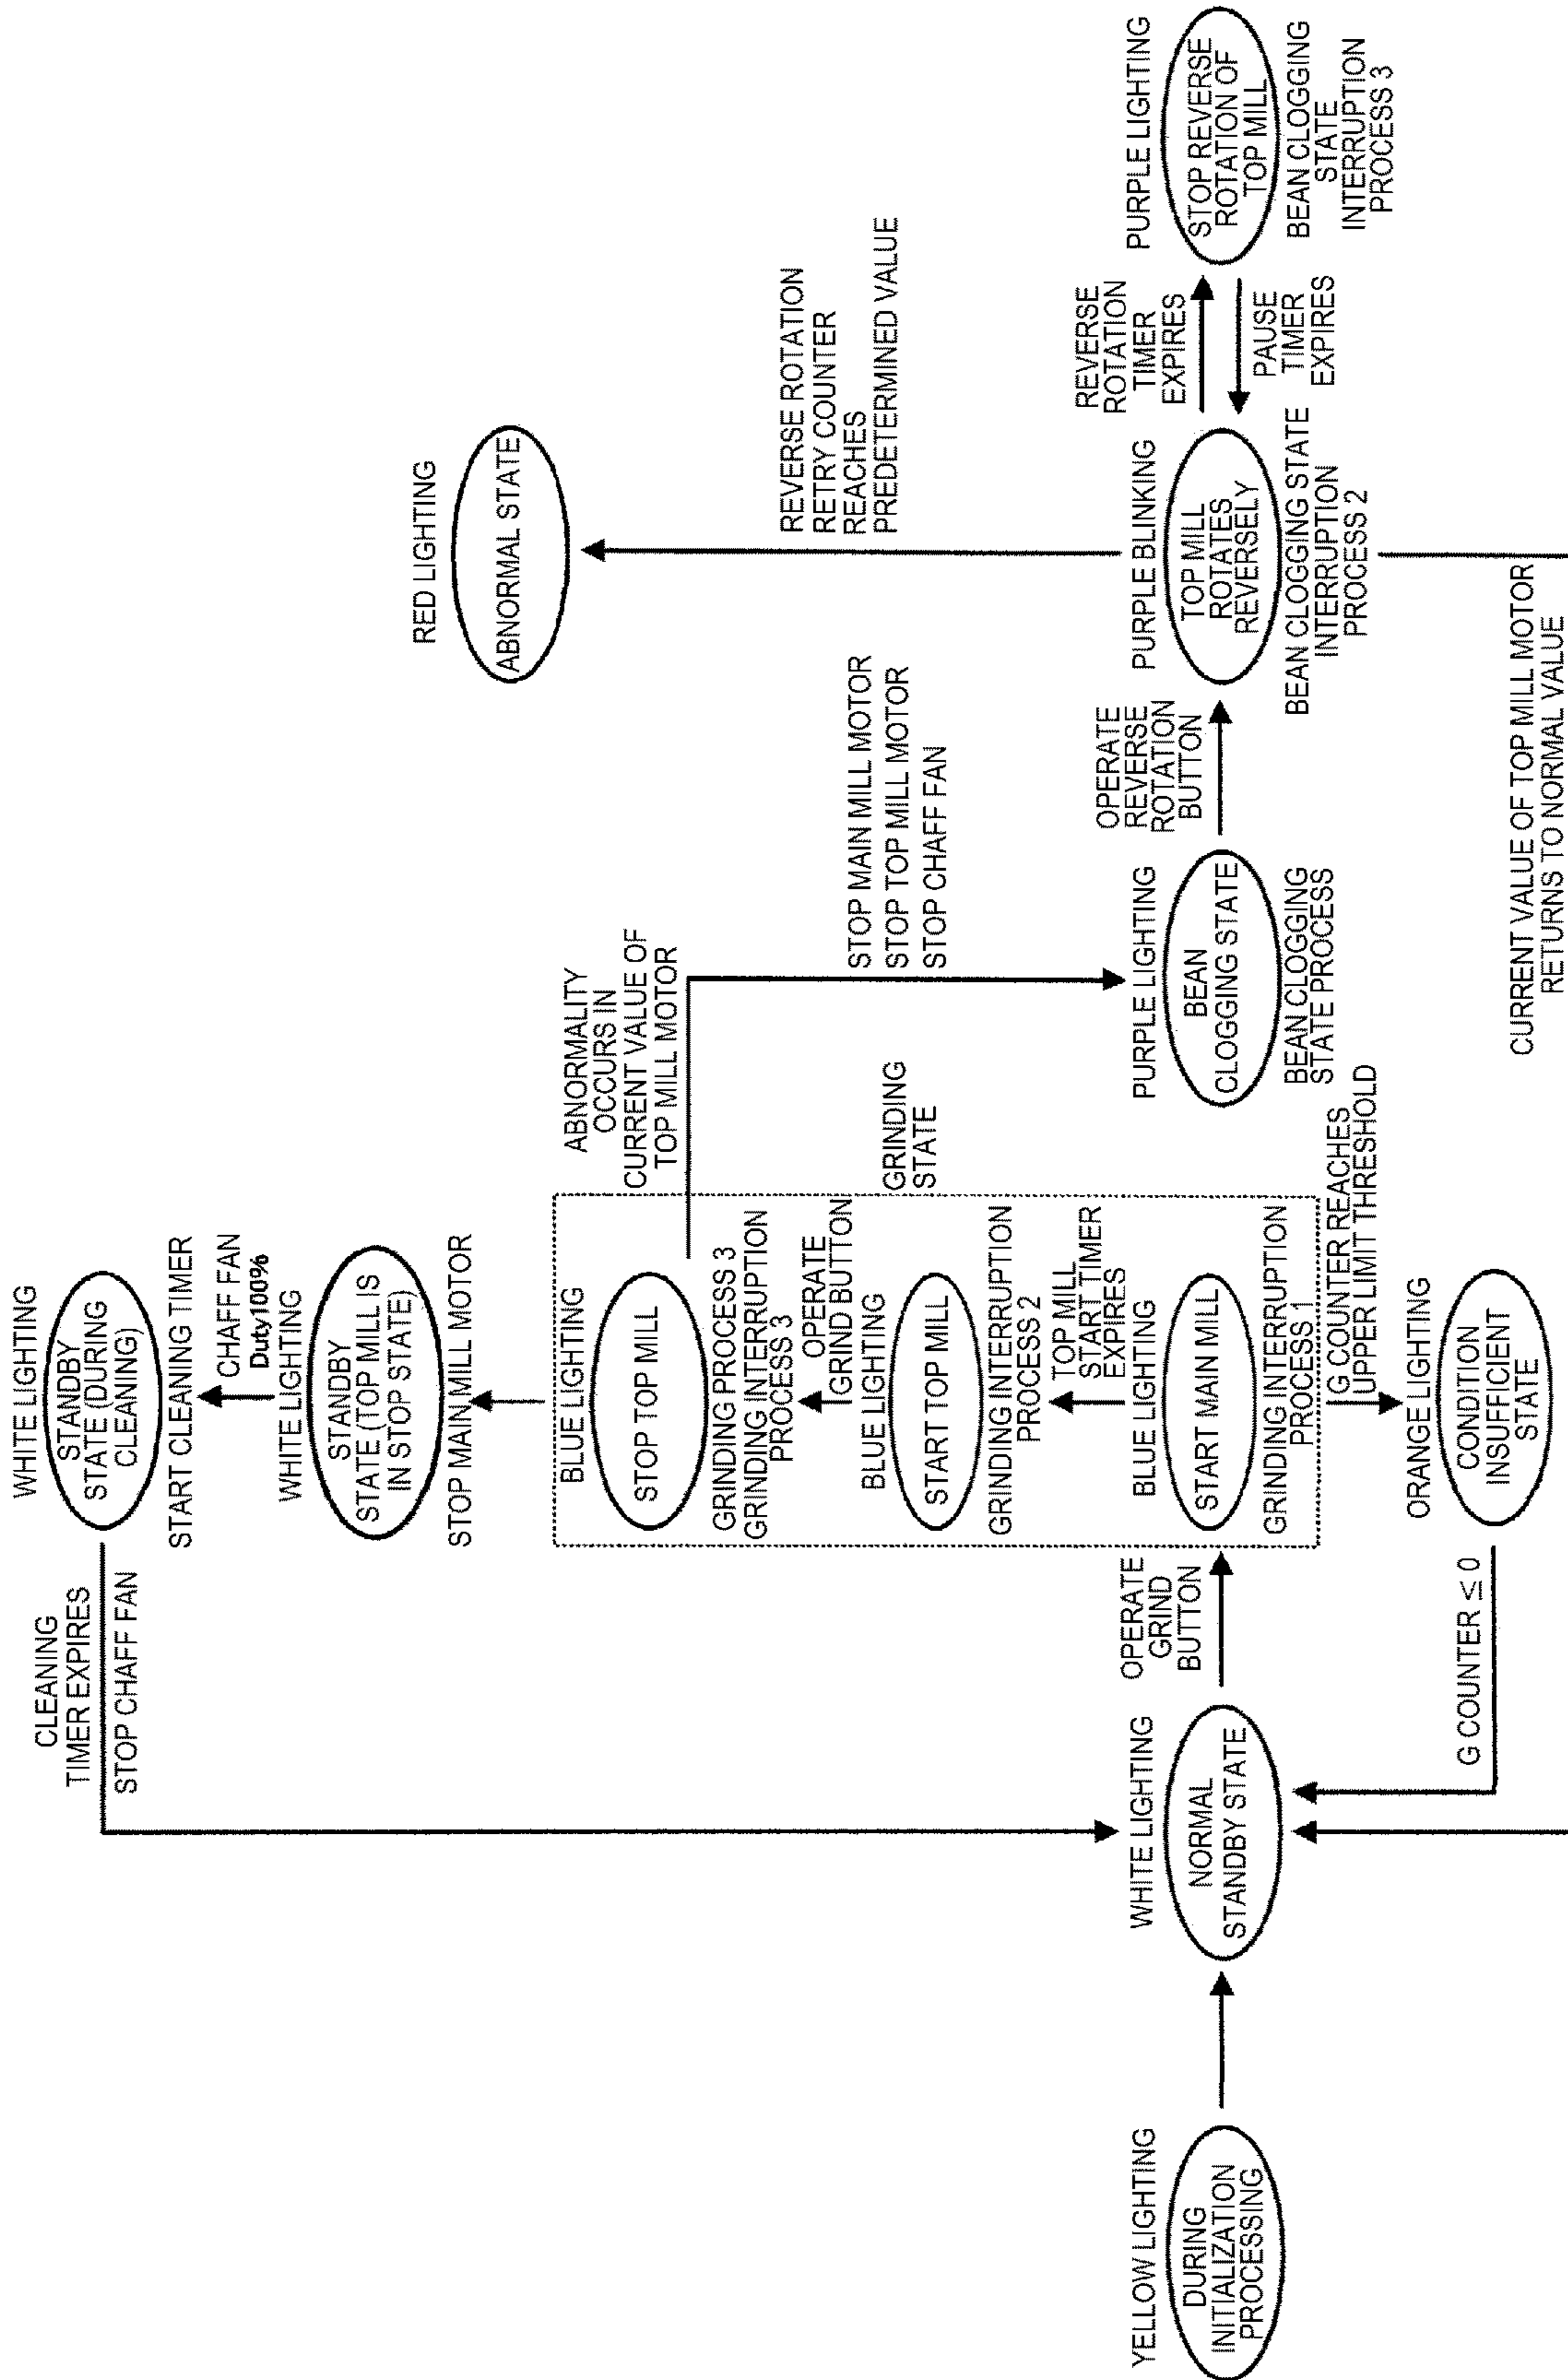 YELLOW LIGHTING
DURING
INITIALIZATION
PROCESSING
WHITE LIGHTING
NORMAL
STANDBY STATE
CLEANING
TIMER EXPIRES
STOP CHAFF FAN
OPERATE
GRIND
BUTTON
G COUNTER ≤ 0
WHITE LIGHTING
STANDBY
STATE (DURING
CLEANING)
START CLEANING TIMER
CHAFF FAN
Duty100%
WHITE LIGHTING
STANDBY
STATE (TOP MILL IS
IN STOP STATE)
STOP MAIN MILL MOTOR
BLUE LIGHTING
STOP TOP MILL
GRINDING PROCESS 3
GRINDING INTERRUPTION
PROCESS 3
OPERATE
GRIND BUTTON
BLUE LIGHTING
START TOP MILL
GRINDING INTERRUPTION
PROCESS 2
TOP MILL
START TIMER
EXPIRES
BLUE LIGHTING
START MAIN MILL
GRINDING INTERRUPTION
PROCESS 1
G COUNTER REACHES
UPPER LIMIT THRESHOLD
ORANGE LIGHTING
CONDITION
INSUFFICIENT
STATE
GRINDING
STATE
ABNORMALITY
OCCURS IN
CURRENT VALUE OF
TOP MILL MOTOR
STOP MAIN MILL MOTOR
STOP TOP MILL MOTOR
STOP CHAFF FAN
PURPLE LIGHTING
BEAN
CLOGGING STATE
BEAN CLOGGING
STATE PROCESS
OPERATE
REVERSE
ROTATION
BUTTON
RED LIGHTING
ABNORMAL STATE
REVERSE ROTATION
RETRY COUNTER
REACHES
PREDETERMINED VALUE
PURPLE BLINKING
TOP MILL
ROTATES
REVERSELY
BEAN CLOGGING STATE
INTERRUPTION
PROCESS 2
CURRENT VALUE OF TOP MILL MOTOR
RETURNS TO NORMAL VALUE
REVERSE
ROTATION
TIMER
EXPIRES
PAUSE
TIMER
EXPIRES
PURPLE LIGHTING
STOP REVERSE
ROTATION OF
TOP MILL
BEAN CLOGGING
STATE
INTERRUPTION
PROCESS 3